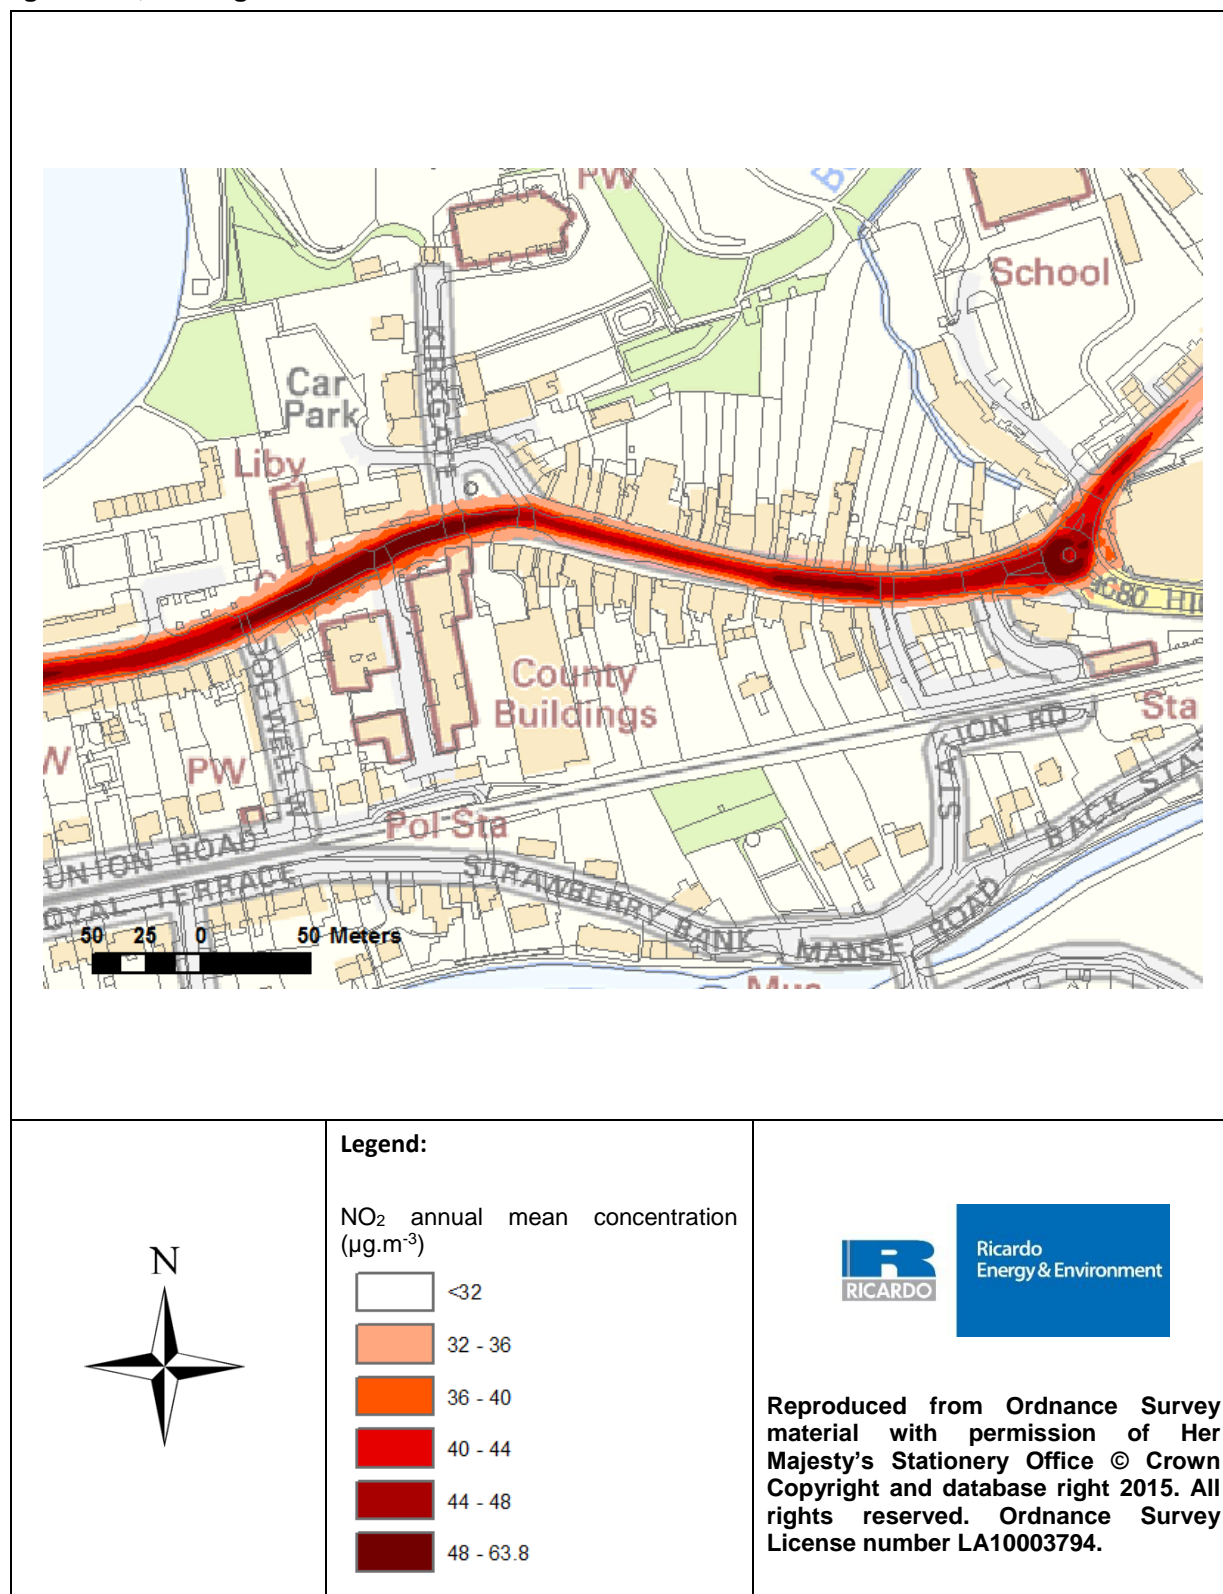 PW
School
KIRKGATE
Car
Park
Liby
County
Buildings
DOG WELL W
PW
Sta
STATION RD
BACK STA
Pol Sta
UNION ROAD
OYAL TERRACE
STRAWBERRY BANK
MANSE ROAD
50 25 0 50 Meters
N
Legend:
NO₂ annual mean concentration
(µg.m⁻³)
<32
32 - 36
36 - 40
40 - 44
44 - 48
48 - 63.8
RICARDO
Ricardo
Energy & Environment
Reproduced from Ordnance Survey
material with permission of Her
Majesty's Stationery Office © Crown
Copyright and database right 2015. All
rights reserved. Ordnance Survey
License number LA10003794.